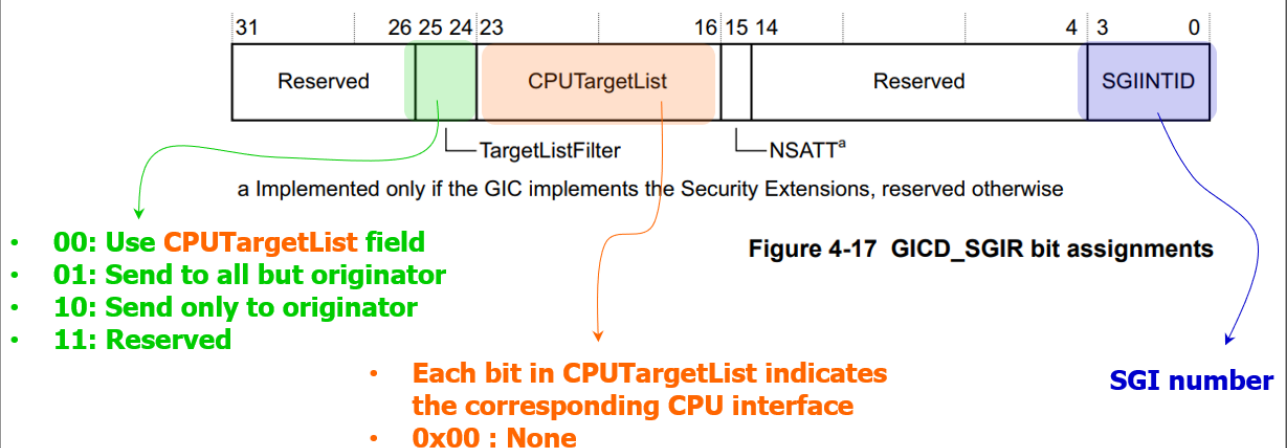 31 26 25 24 23 16 15 14 4 3 0
Reserved CPUTargetList Reserved SGIINTID
TargetListFilter NSATTa
a Implemented only if the GIC implements the Security Extensions, reserved otherwise
Figure 4-17 GICD_SGIR bit assignments
• 00: Use CPUTargetList field
• 01: Send to all but originator
• 10: Send only to originator
• 11: Reserved
• Each bit in CPUTargetList indicates
the corresponding CPU interface
• 0x00 : None
SGI number